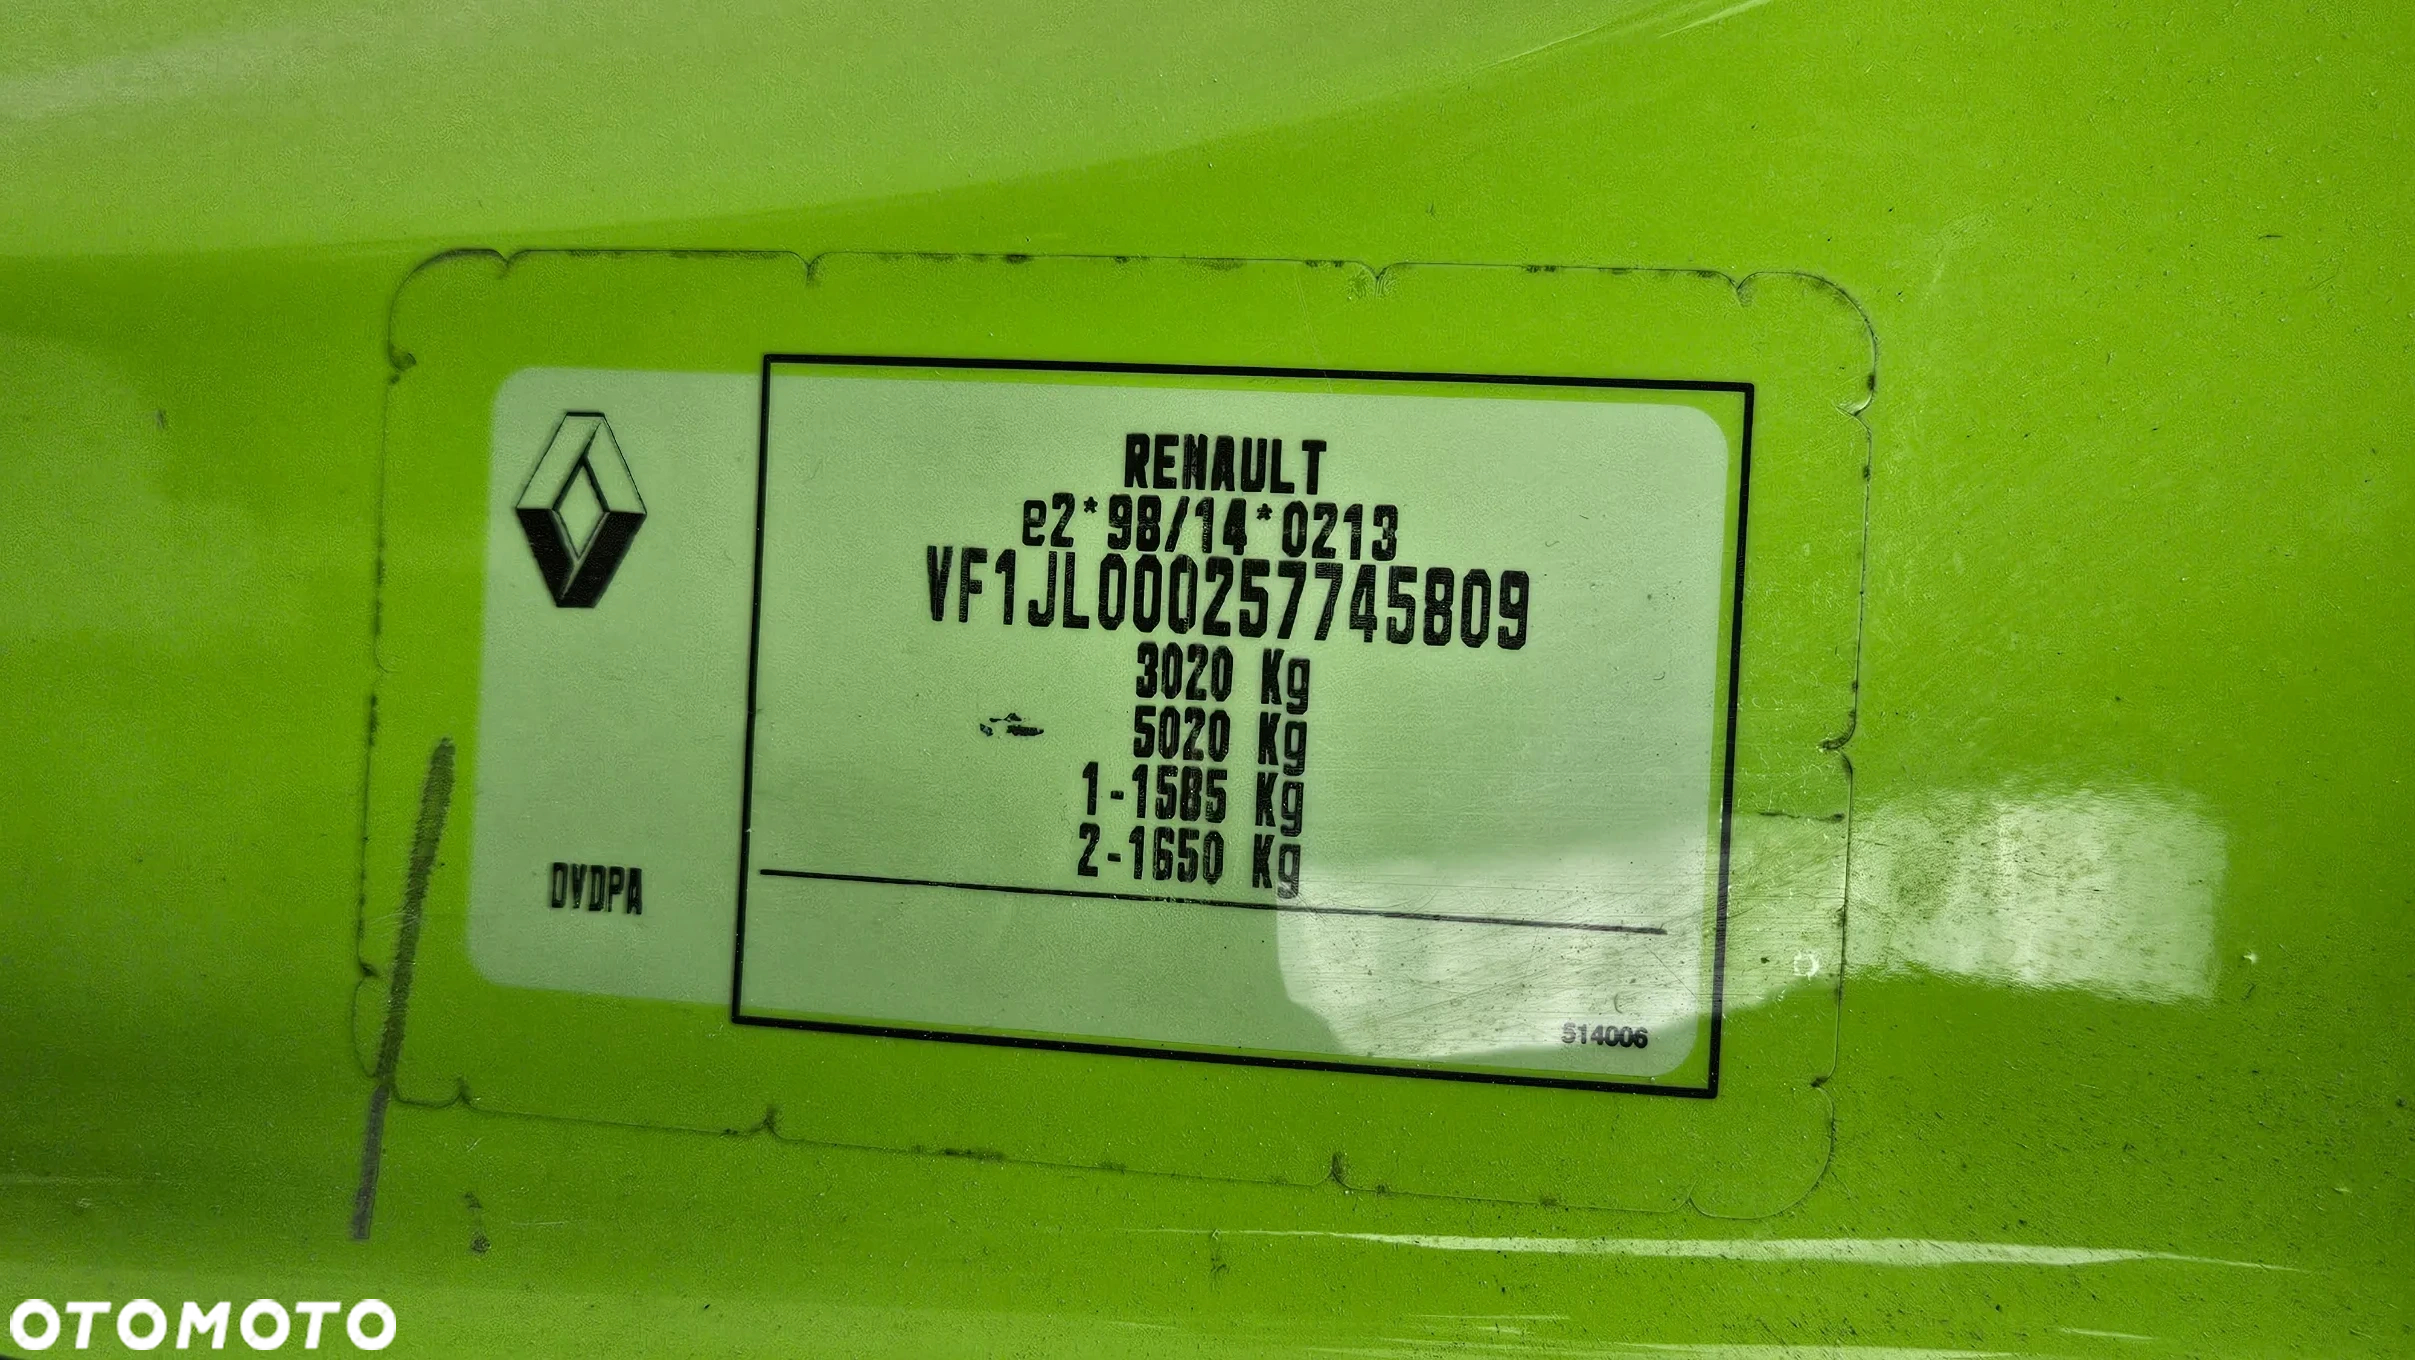 RENAULT
e2*98/14*0213
VF1JL000257745809
3020 Kg
5020 Kg
1-1585 Kg
2-1650 Kg
DVDPA
514006
OTOMOTO